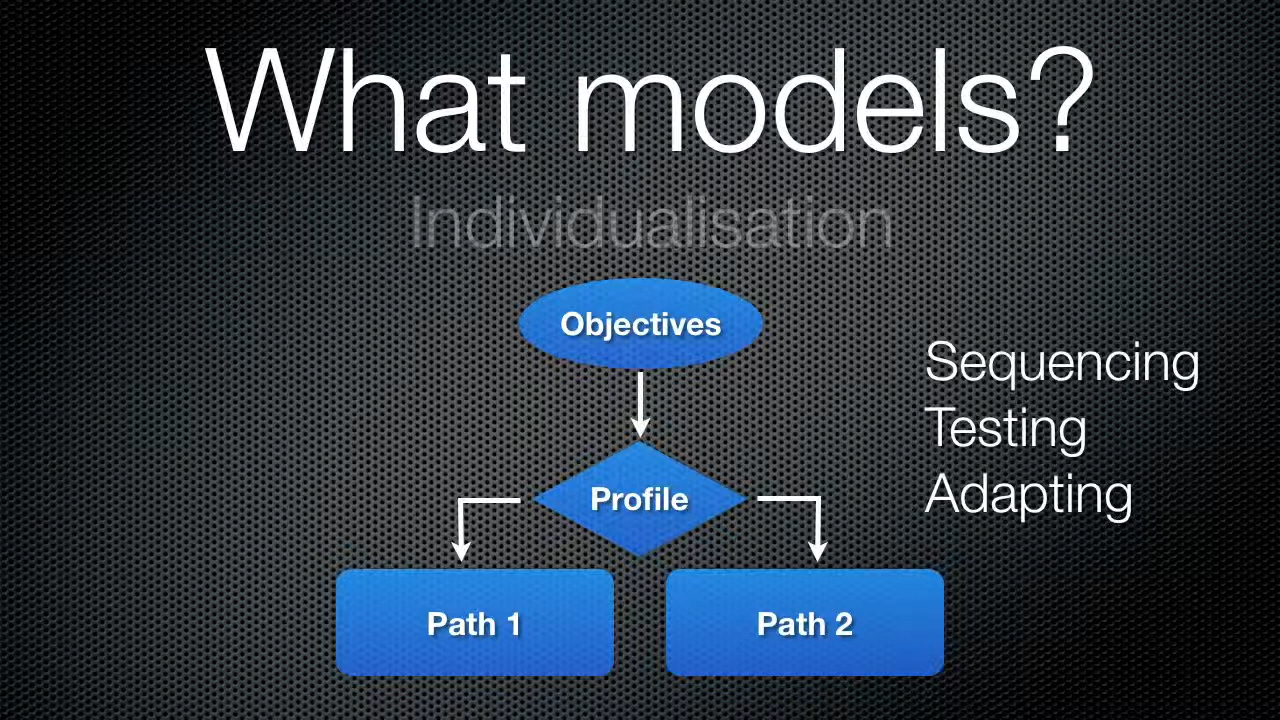 What models?
Individualisation
Objectives
Sequencing
Testing
Profile
Adapting
Path 1
Path 2